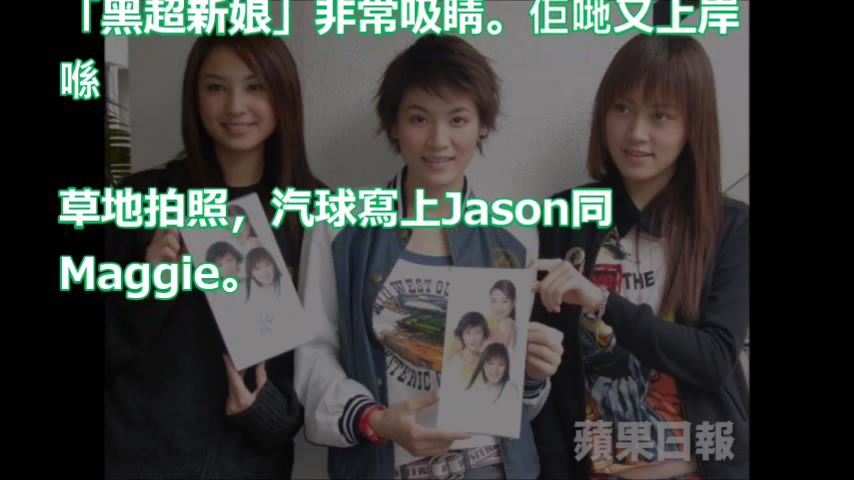 「黑超新娘」非常吸睛。佢哋又上岸
喺
草地拍照，汽球寫上Jason同
Maggie。
THE
蘋果日報